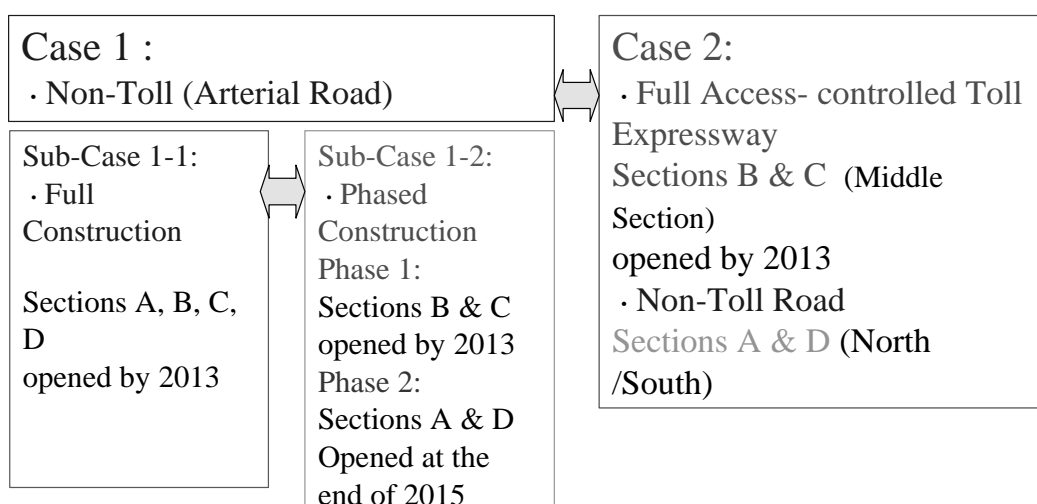 Case 1 :
· Non-Toll (Arterial Road)
Sub-Case 1-1:
· Full
Construction
Sections A, B, C,
D
opened by 2013
Sub-Case 1-2:
· Phased
Construction
Phase 1:
Sections B & C
opened by 2013
Phase 2:
Sections A & D
Opened at the
end of 2015
Case 2:
· Full Access- controlled Toll
Expressway
Sections B & C (Middle
Section)
opened by 2013
· Non-Toll Road
Sections A & D (North
/South)